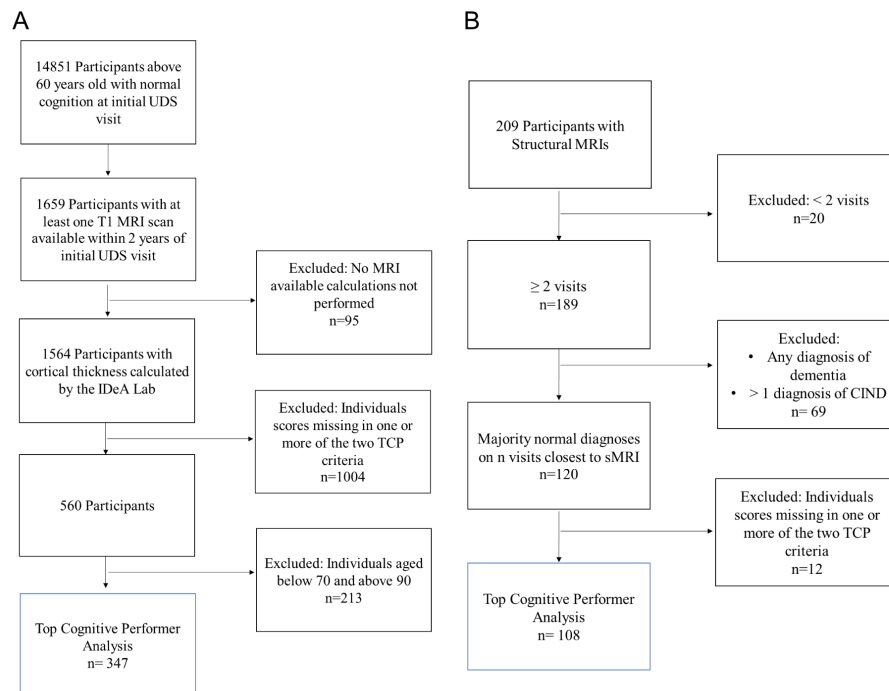 A
14851 Participants above
60 years old with normal
cognition at initial UDS
visit
1659 Participants with at
least one T1 MRI scan
available within 2 years of
initial UDS visit
Excluded: No MRI
available calculations not
performed
n=95
1564 Participants with
cortical thickness calculated
by the IDeA Lab
Excluded: Individuals
scores missing in one or
more of the two TCP
criteria
n=1004
560 Participants
Excluded: Individuals aged
below 70 and above 90
n=213
Top Cognitive Performer
Analysis
n= 347
B
209 Participants with
Structural MRIs
Excluded: < 2 visits
n=20
≥ 2 visits
n=189
Excluded:
• Any diagnosis of
dementia
• > 1 diagnosis of CIND
n= 69
Majority normal diagnoses
on n visits closest to sMRI
n=120
Excluded: Individuals
scores missing in one or
more of the two TCP
criteria
n=12
Top Cognitive Performer
Analysis
n= 108